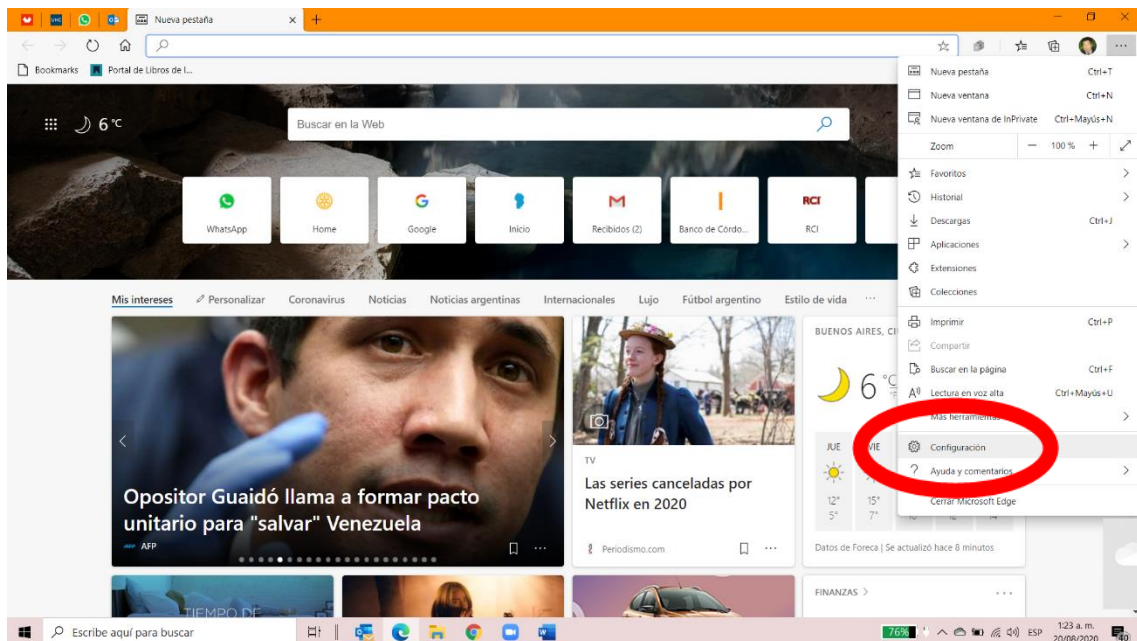 Nueva pestaña
Bookmarks
Portal de Libros de l...
6 °C
Buscar en la Web
WhatsApp
Home
Google
Inicio
Recibidos (2)
Banco de Córdo...
RCI
RCI
Mis intereses
Personalizar
Coronavirus
Noticias
Noticias argentinas
Internacionales
Lujo
Fútbol argentino
Estilo de vida
...
Opositor Guaidó llama a formar pacto
unitario para "salvar" Venezuela
AFP
TV
Las series canceladas por
Netflix en 2020
Periodismo.com
BUENOS AIRES,
6 °C
JUE
VIE
12°
15°
5°
7°
Datos de Foreca | Se actualizó hace 8 minutos
FINANZAS
TIEMPO DE
Nueva pestaña Ctrl+T
Nueva ventana Ctrl+N
Nueva ventana de InPrivate Ctrl+Mayús+N
Zoom — 100 % +
Favoritos
Historial
Descargas Ctrl+J
Aplicaciones
Extensiones
Colecciones
Imprimir Ctrl+P
Compartir
Buscar en la página Ctrl+F
Lectura en voz alta Ctrl+Mayús+U
Más herramientas
Configuración
Ayuda y comentarios
Cerrar Microsoft Edge
Escribe aquí para buscar
76%
ESP
1:23 a. m.
20/08/2020